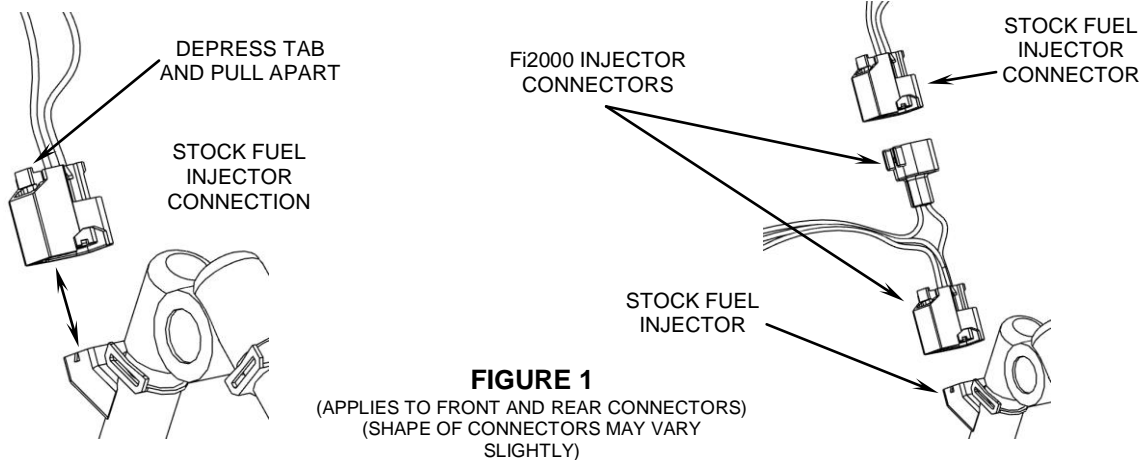 DEPRESS TAB
AND PULL APART
STOCK FUEL
INJECTOR
CONNECTION
Fi2000 INJECTOR
CONNECTORS
STOCK FUEL
INJECTOR
CONNECTOR
STOCK FUEL
INJECTOR
FIGURE 1
(APPLIES TO FRONT AND REAR CONNECTORS)
(SHAPE OF CONNECTORS MAY VARY
SLIGHTLY)